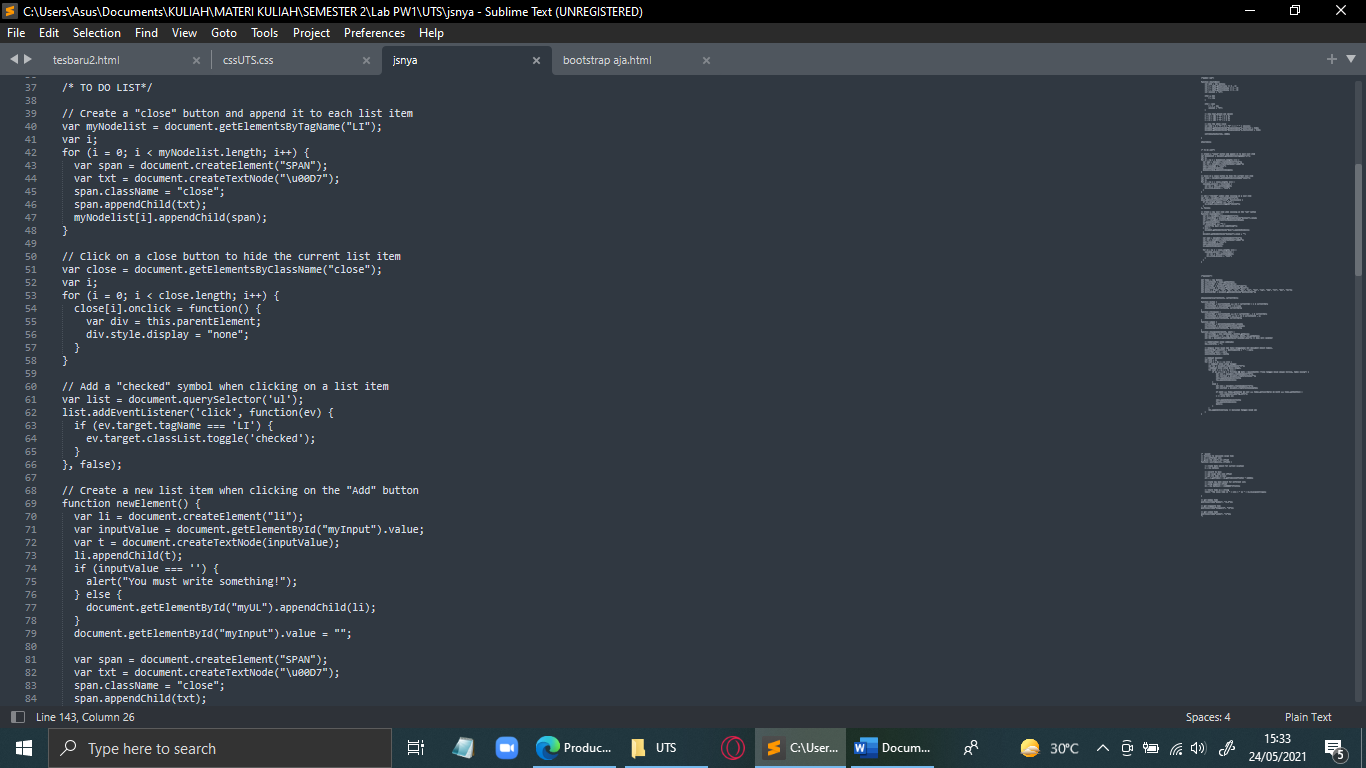 C:\Users\Asus\Documents\KULIAH\MATERI KULIAH\SEMESTER 2\Lab PW1\UTS\jsnya - Sublime Text (UNREGISTERED)
File Edit Selection Find View Goto Tools Project Preferences Help
tesbaru2.html cssUTS.css jsnya bootstrap aja.html
37 /* TO DO LIST*/
38
39 // Create a "close" button and append it to each list item
40 var myNodelist = document.getElementsByTagName("LI");
41 var i;
42 for (i = 0; i < myNodelist.length; i++) {
43 var span = document.createElement("SPAN");
44 var txt = document.createTextNode("\u00D7");
45 span.className = "close";
46 span.appendChild(txt);
47 myNodelist[i].appendChild(span);
48 }
49
50 // Click on a close button to hide the current list item
51 var close = document.getElementsByClassName("close");
52 var i;
53 for (i = 0; i < close.length; i++) {
54 close[i].onclick = function() {
55 var div = this.parentElement;
56 div.style.display = "none";
57 }
58 }
59
60 // Add a "checked" symbol when clicking on a list item
61 var list = document.querySelector('ul');
62 list.addEventListener('click', function(ev) {
63 if (ev.target.tagName === 'LI') {
64 ev.target.classList.toggle('checked');
65 }
66 }, false);
67
68 // Create a new list item when clicking on the "Add" button
69 function newElement() {
70 var li = document.createElement("li");
71 var inputValue = document.getElementById("myInput").value;
72 var t = document.createTextNode(inputValue);
73 li.appendChild(t);
74 if (inputValue === '') {
75 alert("You must write something!");
76 } else {
77 document.getElementById("myUL").appendChild(li);
78 }
79 document.getElementById("myInput").value = "";
80
81 var span = document.createElement("SPAN");
82 var txt = document.createTextNode("\u00D7");
83 span.className = "close";
84 span.appendChild(txt);
Line 143, Column 26 Spaces: 4 Plain Text
Type here to search Produc... UTS C:\User... Docum... 30°C 15:33
24/05/2021 5